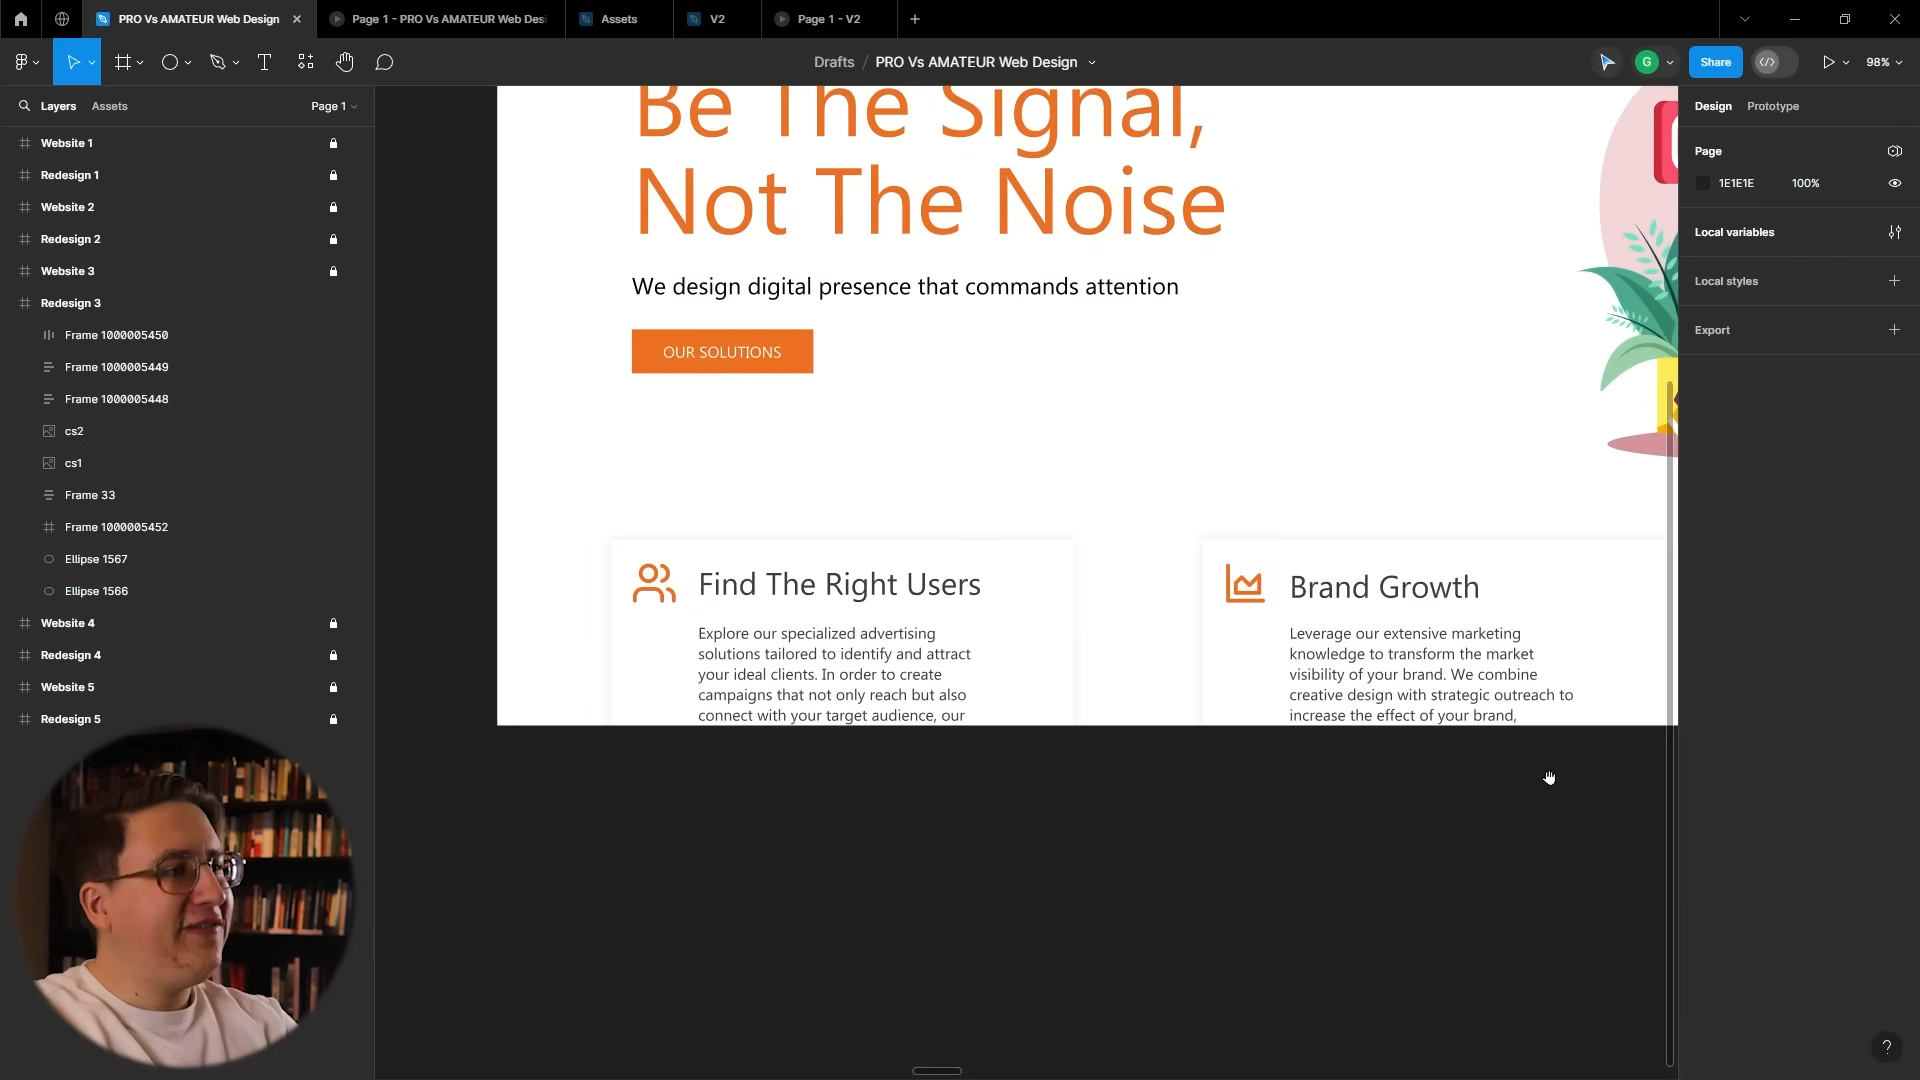 PRO Vs AMATEUR Web Design
Page 1 - PRO Vs AMATEUR Web Desi
Assets
V2
Page 1 - V2
Drafts / PRO Vs AMATEUR Web Design
G
Share
98%
Layers
Assets
Page 1
Website 1
Redesign 1
Website 2
Redesign 2
Website 3
Redesign 3
Frame 1000005450
Frame 1000005449
Frame 1000005448
cs2
cs1
Frame 33
Frame 1000005452
Ellipse 1567
Ellipse 1566
Website 4
Redesign 4
Website 5
Redesign 5
Be The Signal,
Not The Noise
We design digital presence that commands attention
OUR SOLUTIONS
Find The Right Users
Explore our specialized advertising
solutions tailored to identify and attract
your ideal clients. In order to create
campaigns that not only reach but also
connect with your target audience, our
Brand Growth
Leverage our extensive marketing
knowledge to transform the market
visibility of your brand. We combine
creative design with strategic outreach to
increase the effect of your brand,
Design
Prototype
Page
1E1E1E
100%
Local variables
Local styles
Export
?